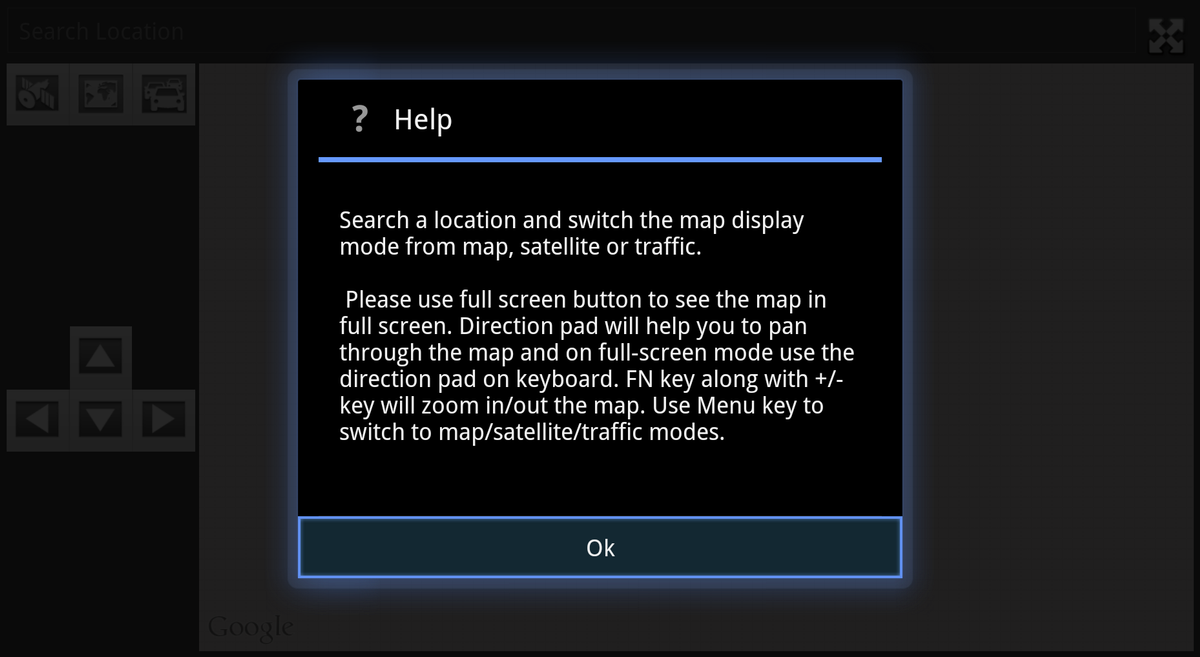 Search Location
? Help
Search a location and switch the map display
mode from map, satellite or traffic.
Please use full screen button to see the map in
full screen. Direction pad will help you to pan
through the map and on full-screen mode use the
direction pad on keyboard. FN key along with +/-
key will zoom in/out the map. Use Menu key to
switch to map/satellite/traffic modes.
Ok
Google